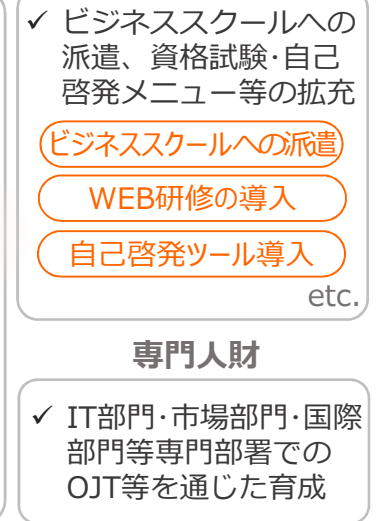 ✓ ビジネススクールへの
派遣、資格試験･自己
啓発メニュー等の拡充
ビジネススクールへの派遣
WEB研修の導入
自己啓発ツール導入
etc.
専門人財
✓ IT部門･市場部門･国際
部門等専門部署での
OJT等を通じた育成